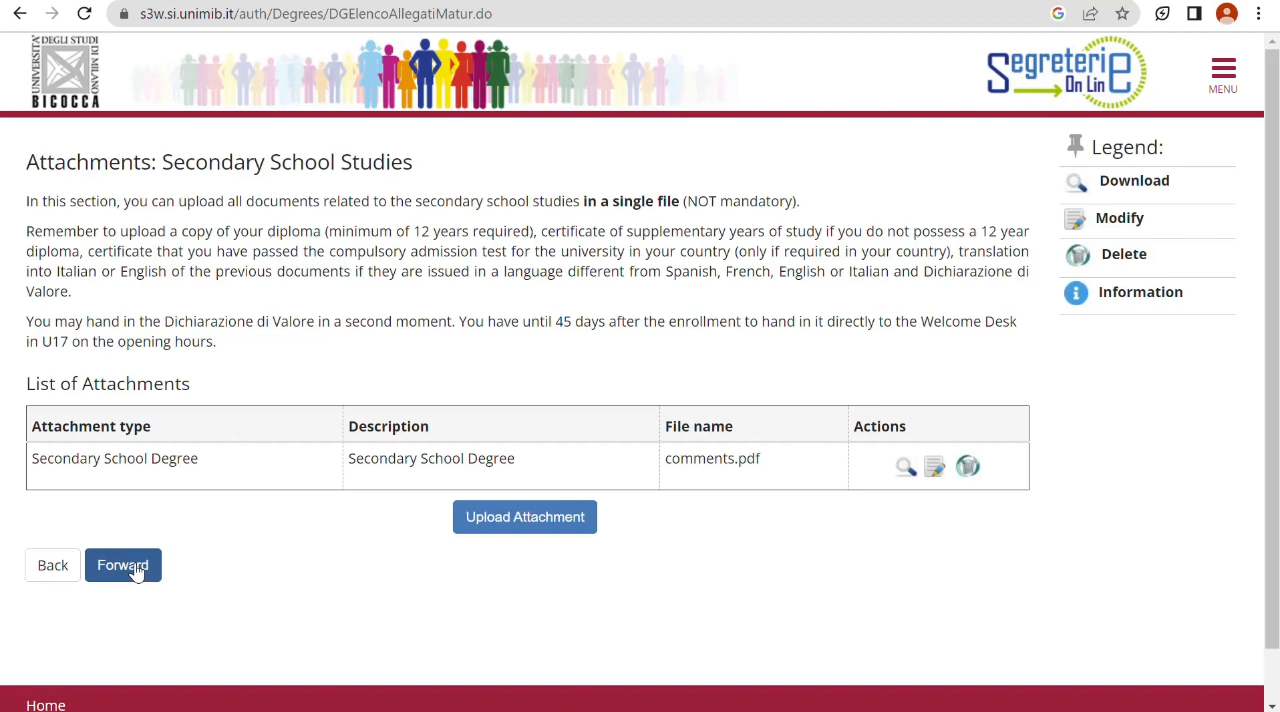 s3w.si.unimib.it/auth/Degrees/DGElencoAllegatiMatur.do
UNIVERSITÀ
DEGLI STUDI
DI MILANO
BICOCCA
Segreterie
On Line
MENU
Attachments: Secondary School Studies
In this section, you can upload all documents related to the secondary school studies in a single file (NOT mandatory).
Remember to upload a copy of your diploma (minimum of 12 years required), certificate of supplementary years of study if you do not possess a 12 year
diploma, certificate that you have passed the compulsory admission test for the university in your country (only if required in your country), translation
into Italian or English of the previous documents if they are issued in a language different from Spanish, French, English or Italian and Dichiarazione di
Valore.
You may hand in the Dichiarazione di Valore in a second moment. You have until 45 days after the enrollment to hand in it directly to the Welcome Desk
in U17 on the opening hours.
List of Attachments
Attachment type Description File name Actions
Secondary School Degree Secondary School Degree comments.pdf
Upload Attachment
Back Forward
Legend:
Download
Modify
Delete
Information
Home